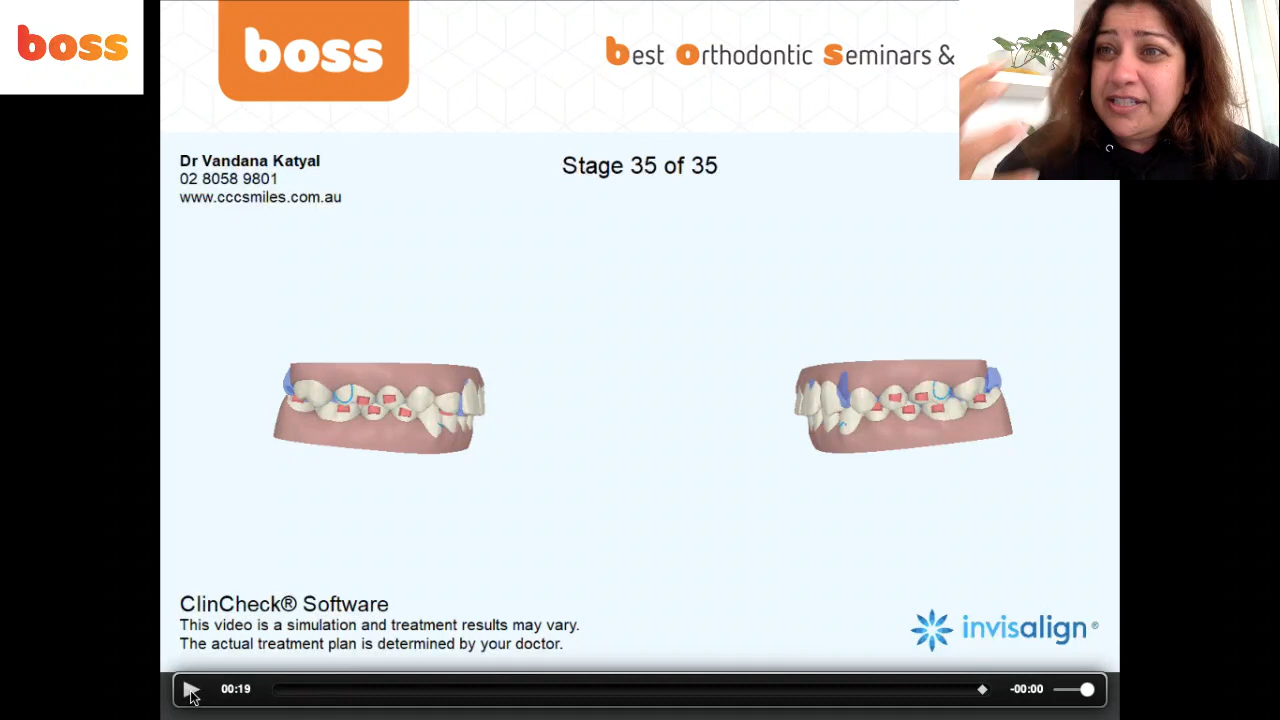 boss
boss
best orthodontic seminars &
Dr Vandana Katyal
02 8058 9801
www.cccsmiles.com.au
Stage 35 of 35
ClinCheck® Software
This video is a simulation and treatment results may vary.
The actual treatment plan is determined by your doctor.
invisalign®
00:19
-00:00